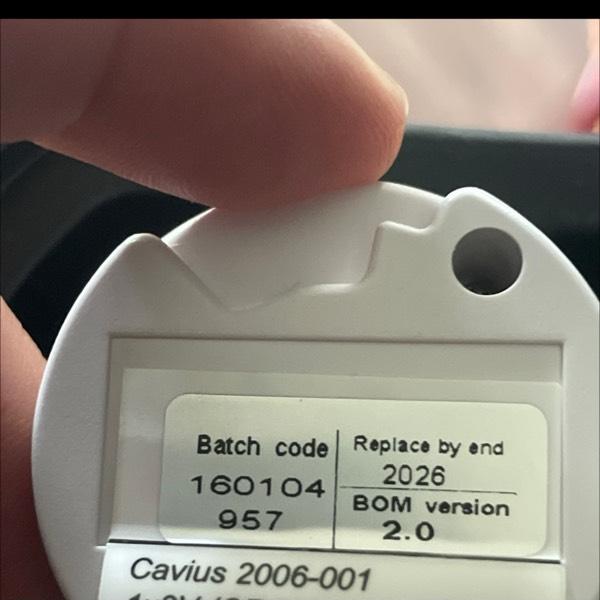 Batch code
160104
957
Replace by end
2026
BOM version
2.0
Cavius 2006-001